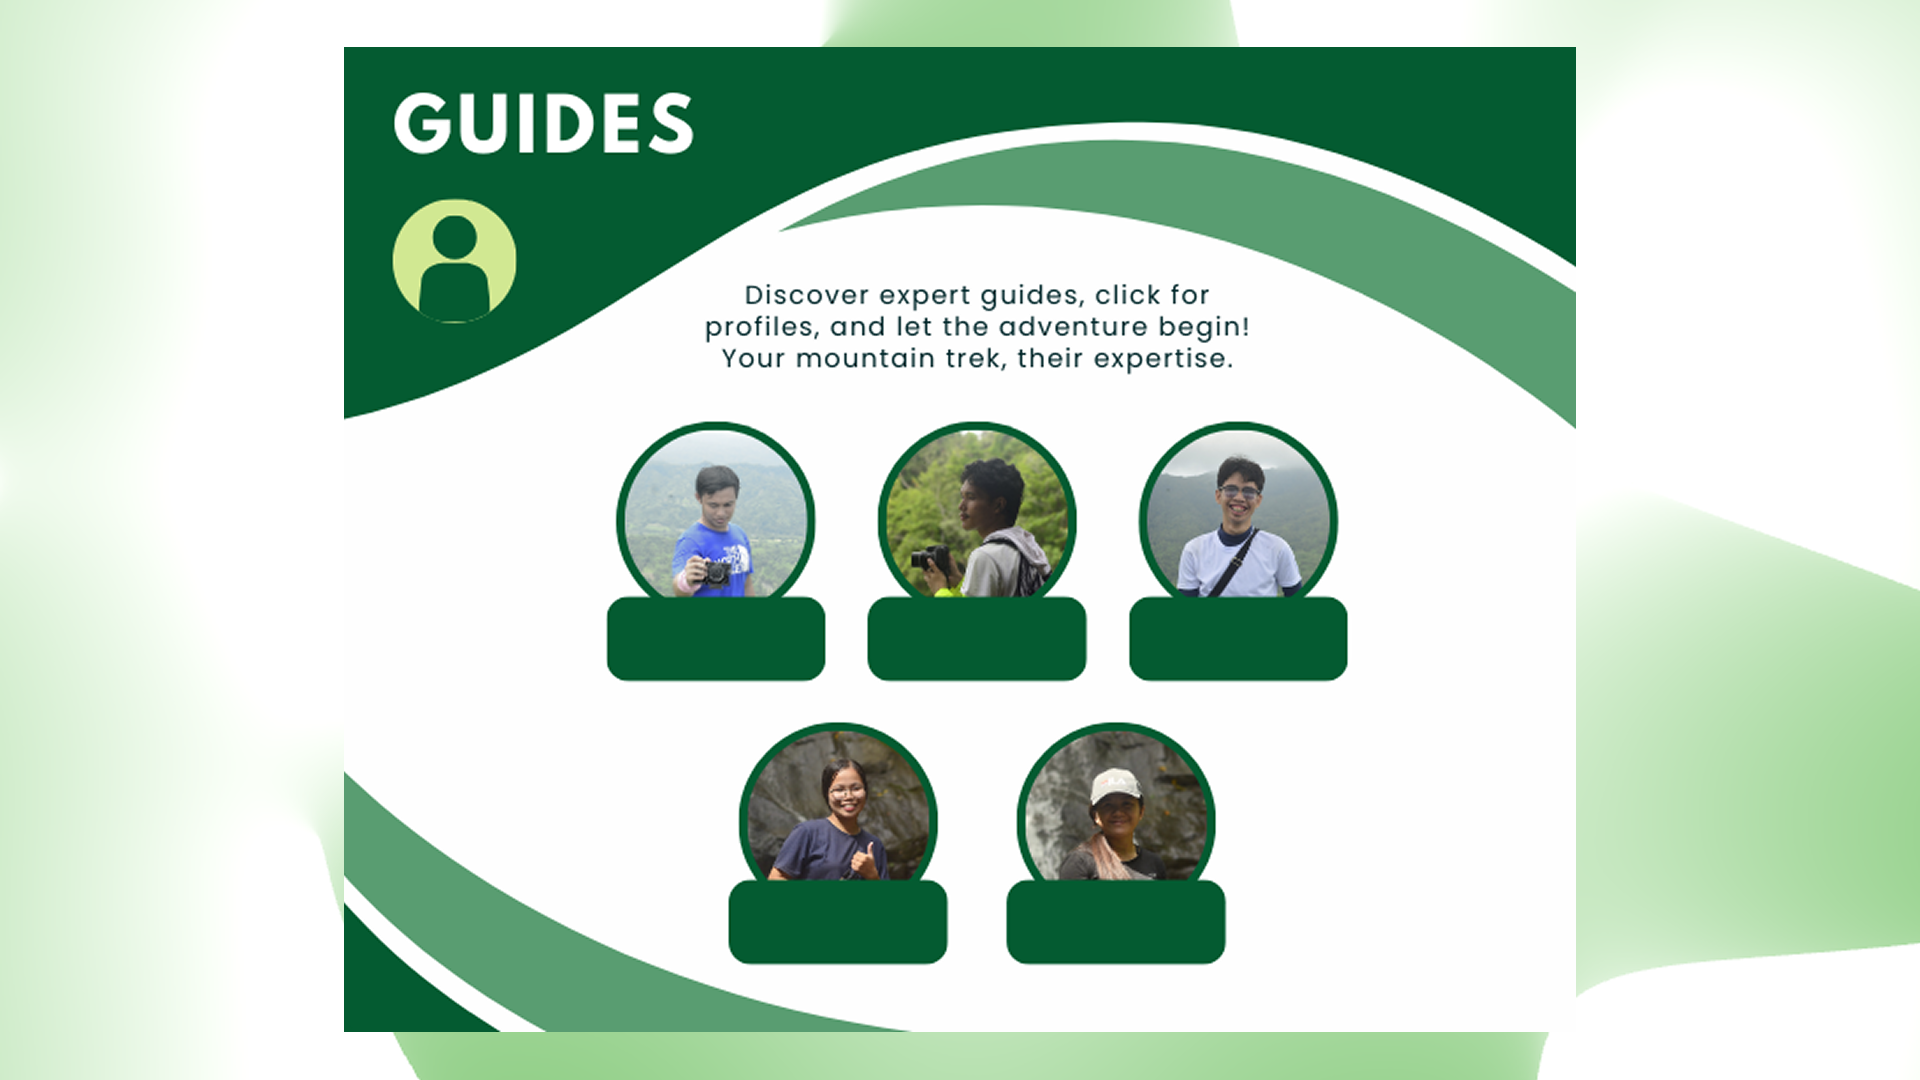 GUIDES
Discover expert guides, click for
profiles, and let the adventure begin!
Your mountain trek, their expertise.